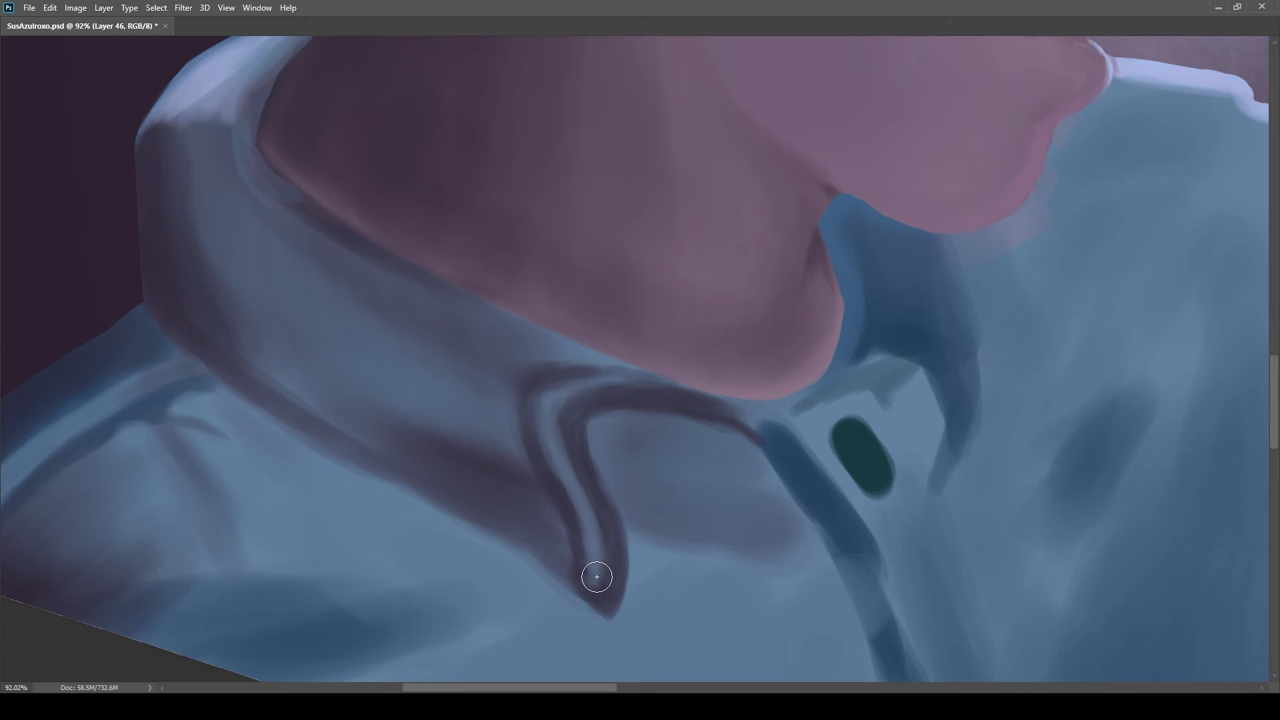 Ps File Edit Image Layer Type Select Filter 3D View Window Help
SusAzulroxo.psd @ 92% (Layer 46, RGB/8) * ×
92.02% Doc: 58.5M/732.6M